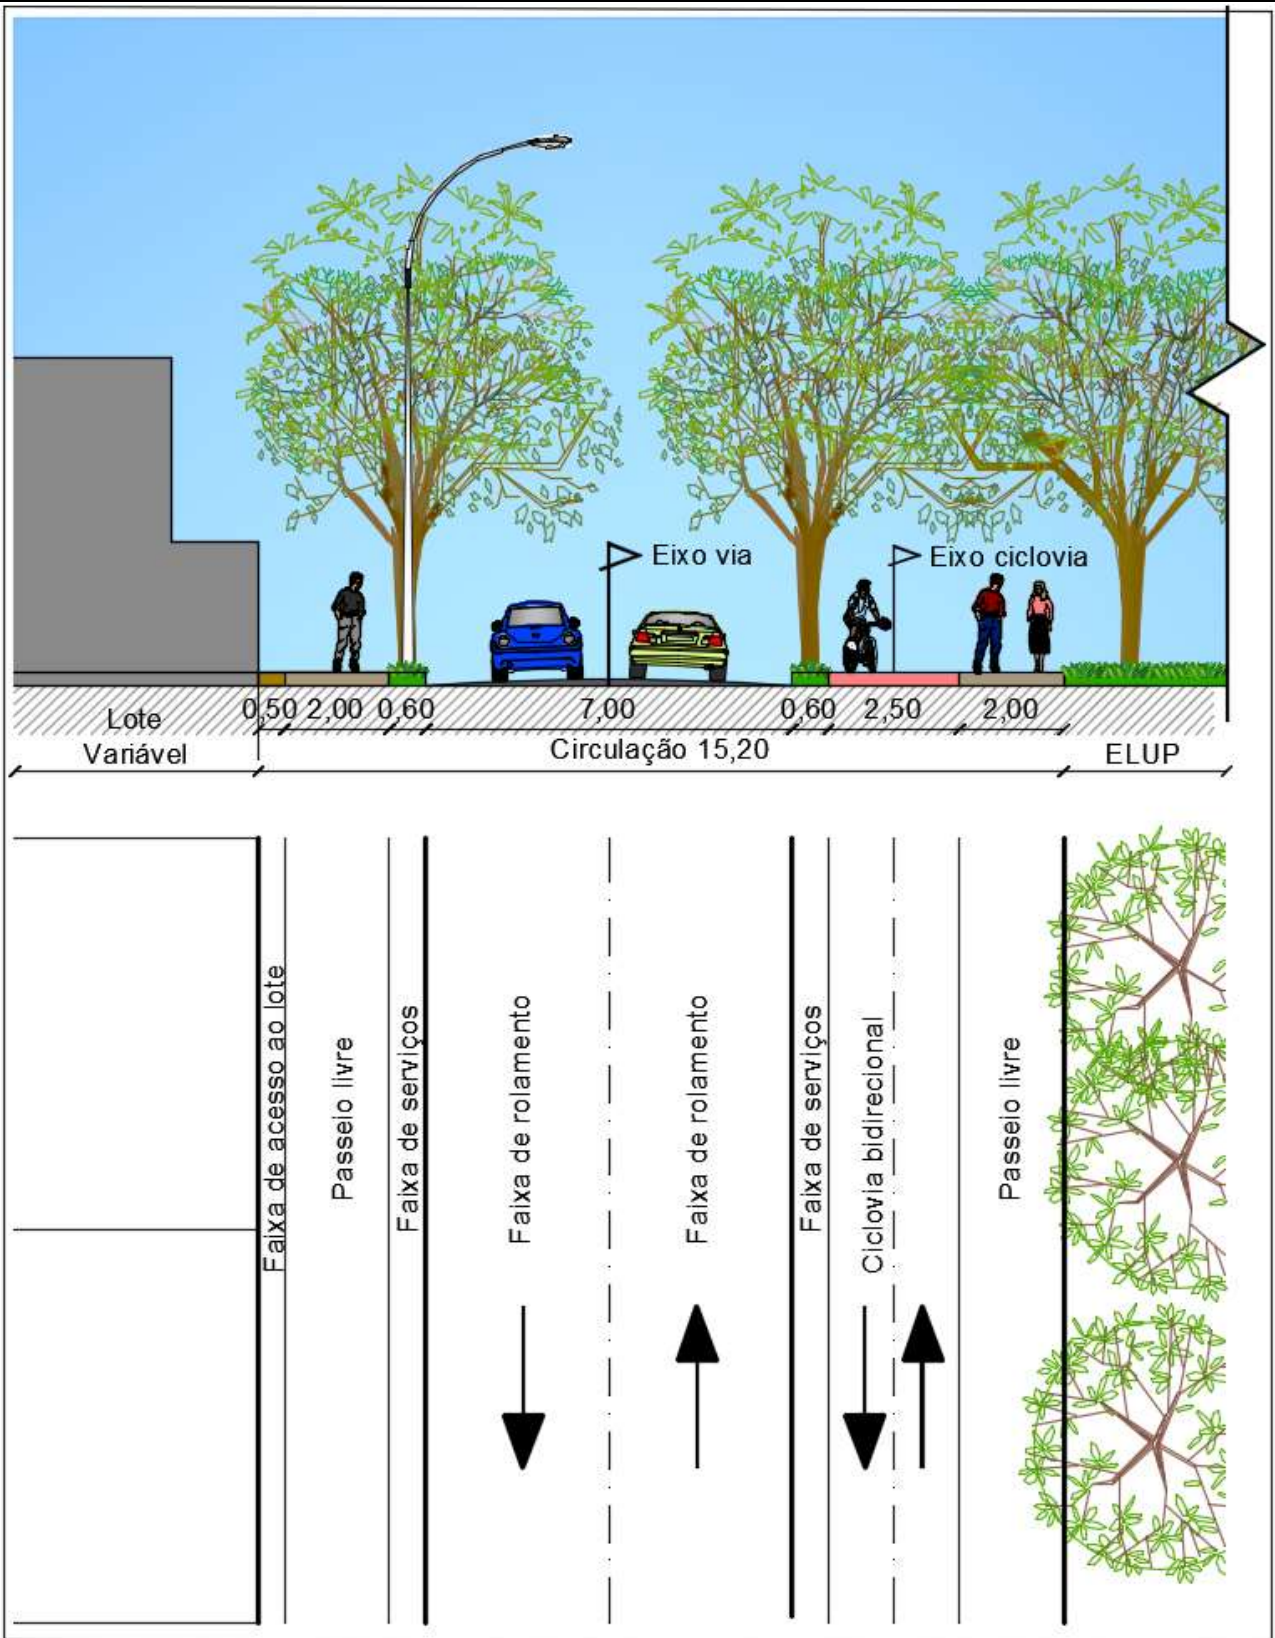 Eixo via
Eixo ciclovia
Lote
0,50 2,00 0,60 7,00 0,60 2,50 2,00
Variável
Circulação 15,20
ELUP
Faixa de acesso ao lote
Passeio livre
Faixa de serviços
Faixa de rolamento
Faixa de rolamento
Faixa de serviços
Ciclovia bidirecional
Passeio livre